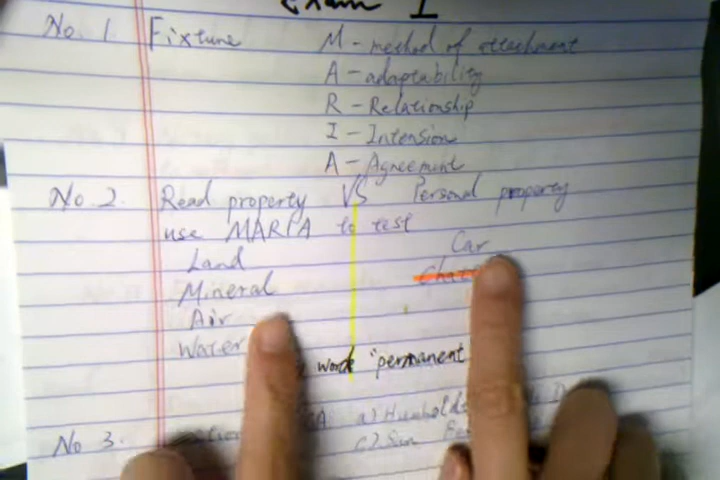 Exam I
No. 1 Fixture M - method of attachment
A - adaptability
R - Relationship
I - Intension
A - Agreement
No. 2. Read property VS Personal property
use MARIA to test
Land Car
Mineral
Air
Water
word "permanent
No 3.